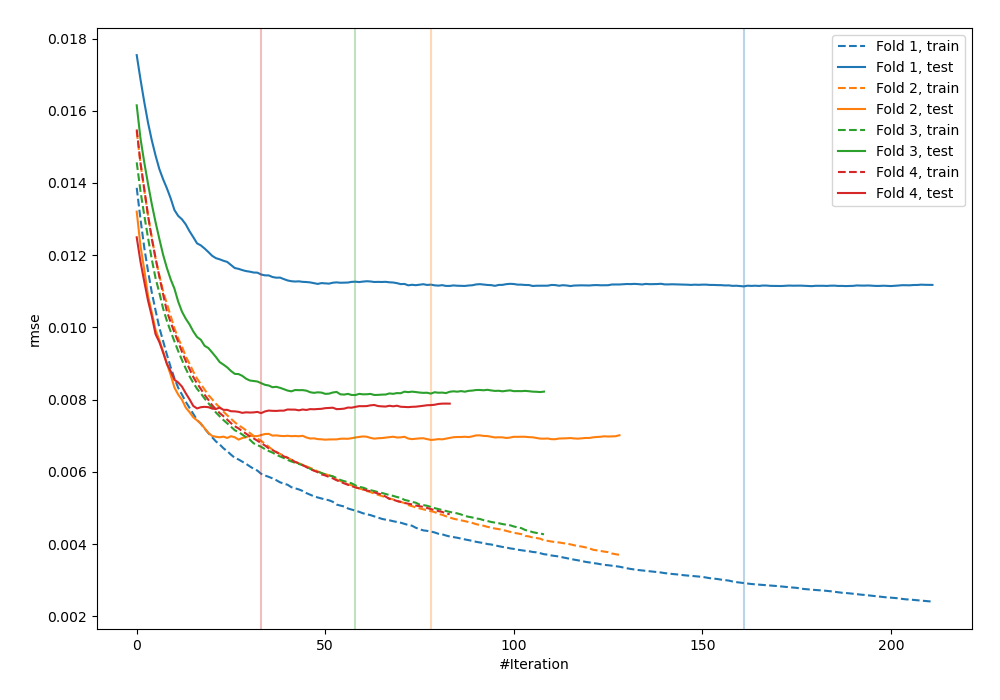 0.018
0.016
0.014
0.012
0.010
0.008
0.006
0.004
0.002
rmse
0
50
100
150
200
#Iteration
Fold 1, train
Fold 1, test
Fold 2, train
Fold 2, test
Fold 3, train
Fold 3, test
Fold 4, train
Fold 4, test